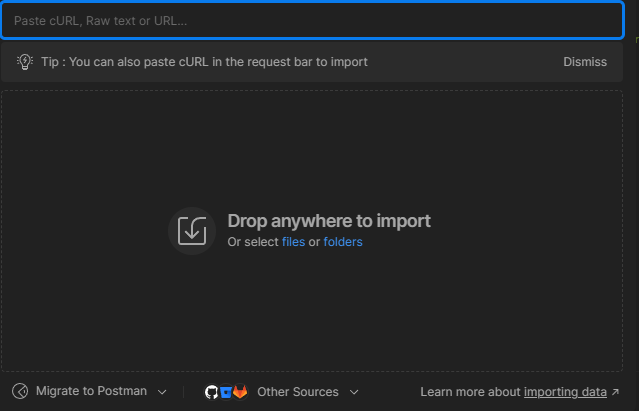 Paste cURL, Raw text or URL...
Tip : You can also paste cURL in the request bar to import
Dismiss
Drop anywhere to import
Or select files or folders
Migrate to Postman
Other Sources
Learn more about importing data ↗